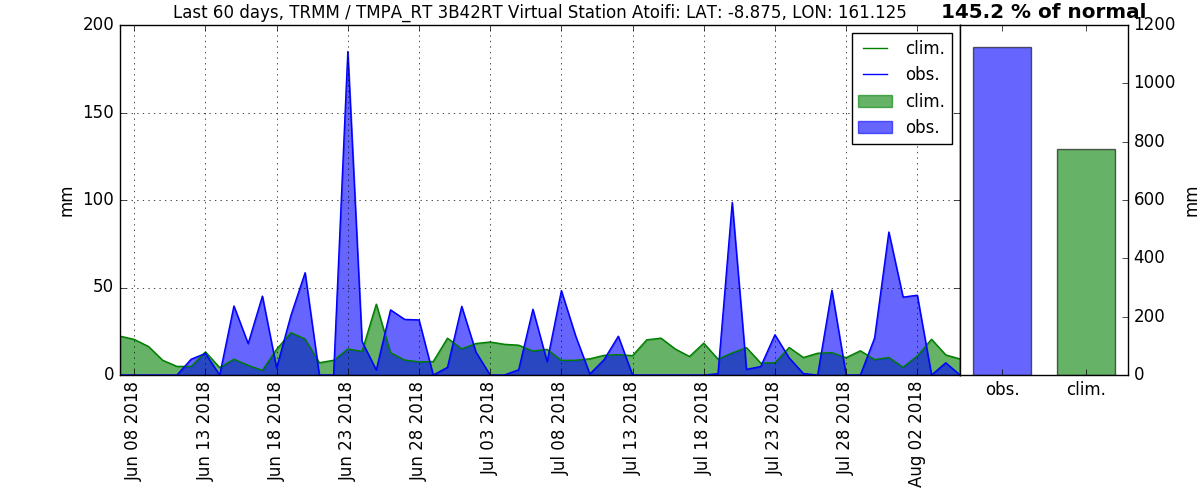 Last 60 days, TRMM / TMPA_RT 3B42RT Virtual Station Atoifi: LAT: -8.875, LON: 161.125
145.2 % of normal
200
150
100
50
0
mm
clim.
obs.
clim.
obs.
1200
1000
800
600
400
200
0
mm
Jun 08 2018
Jun 13 2018
Jun 18 2018
Jun 23 2018
Jun 28 2018
Jul 03 2018
Jul 08 2018
Jul 13 2018
Jul 18 2018
Jul 23 2018
Jul 28 2018
Aug 02 2018
obs.
clim.